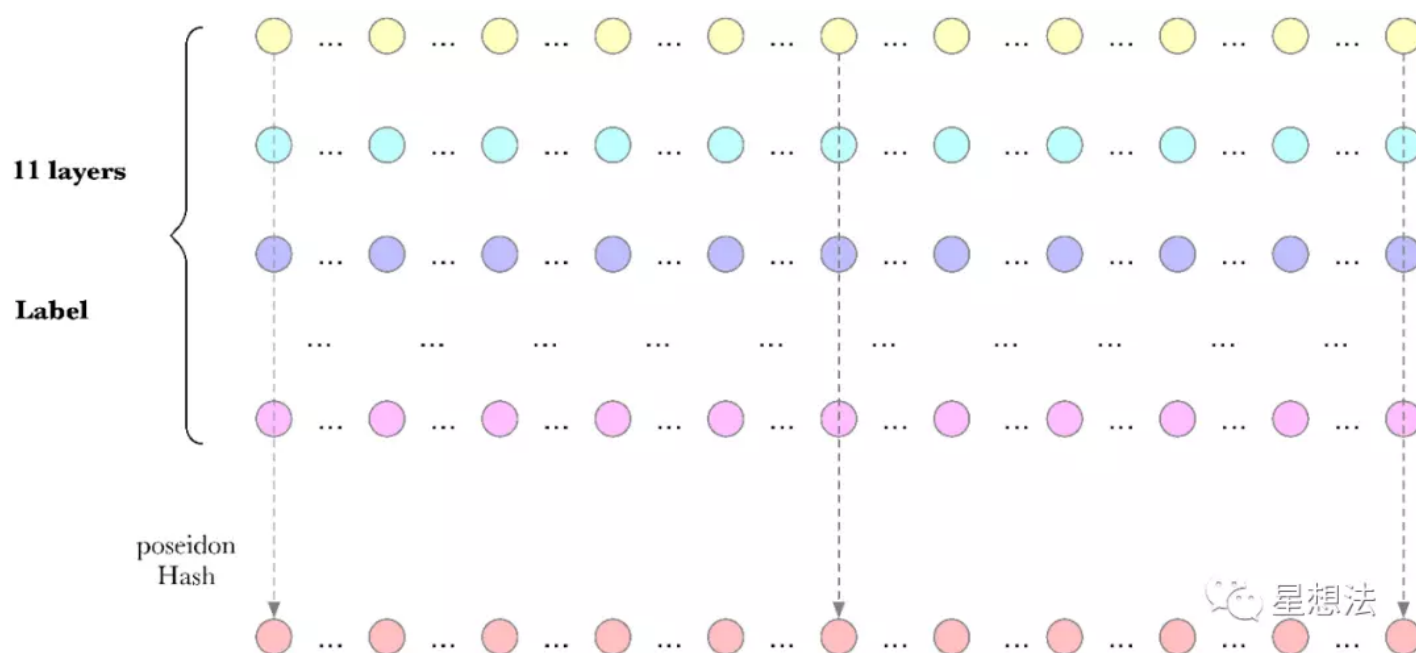 11 layers
Label
poseidon
Hash
星想法